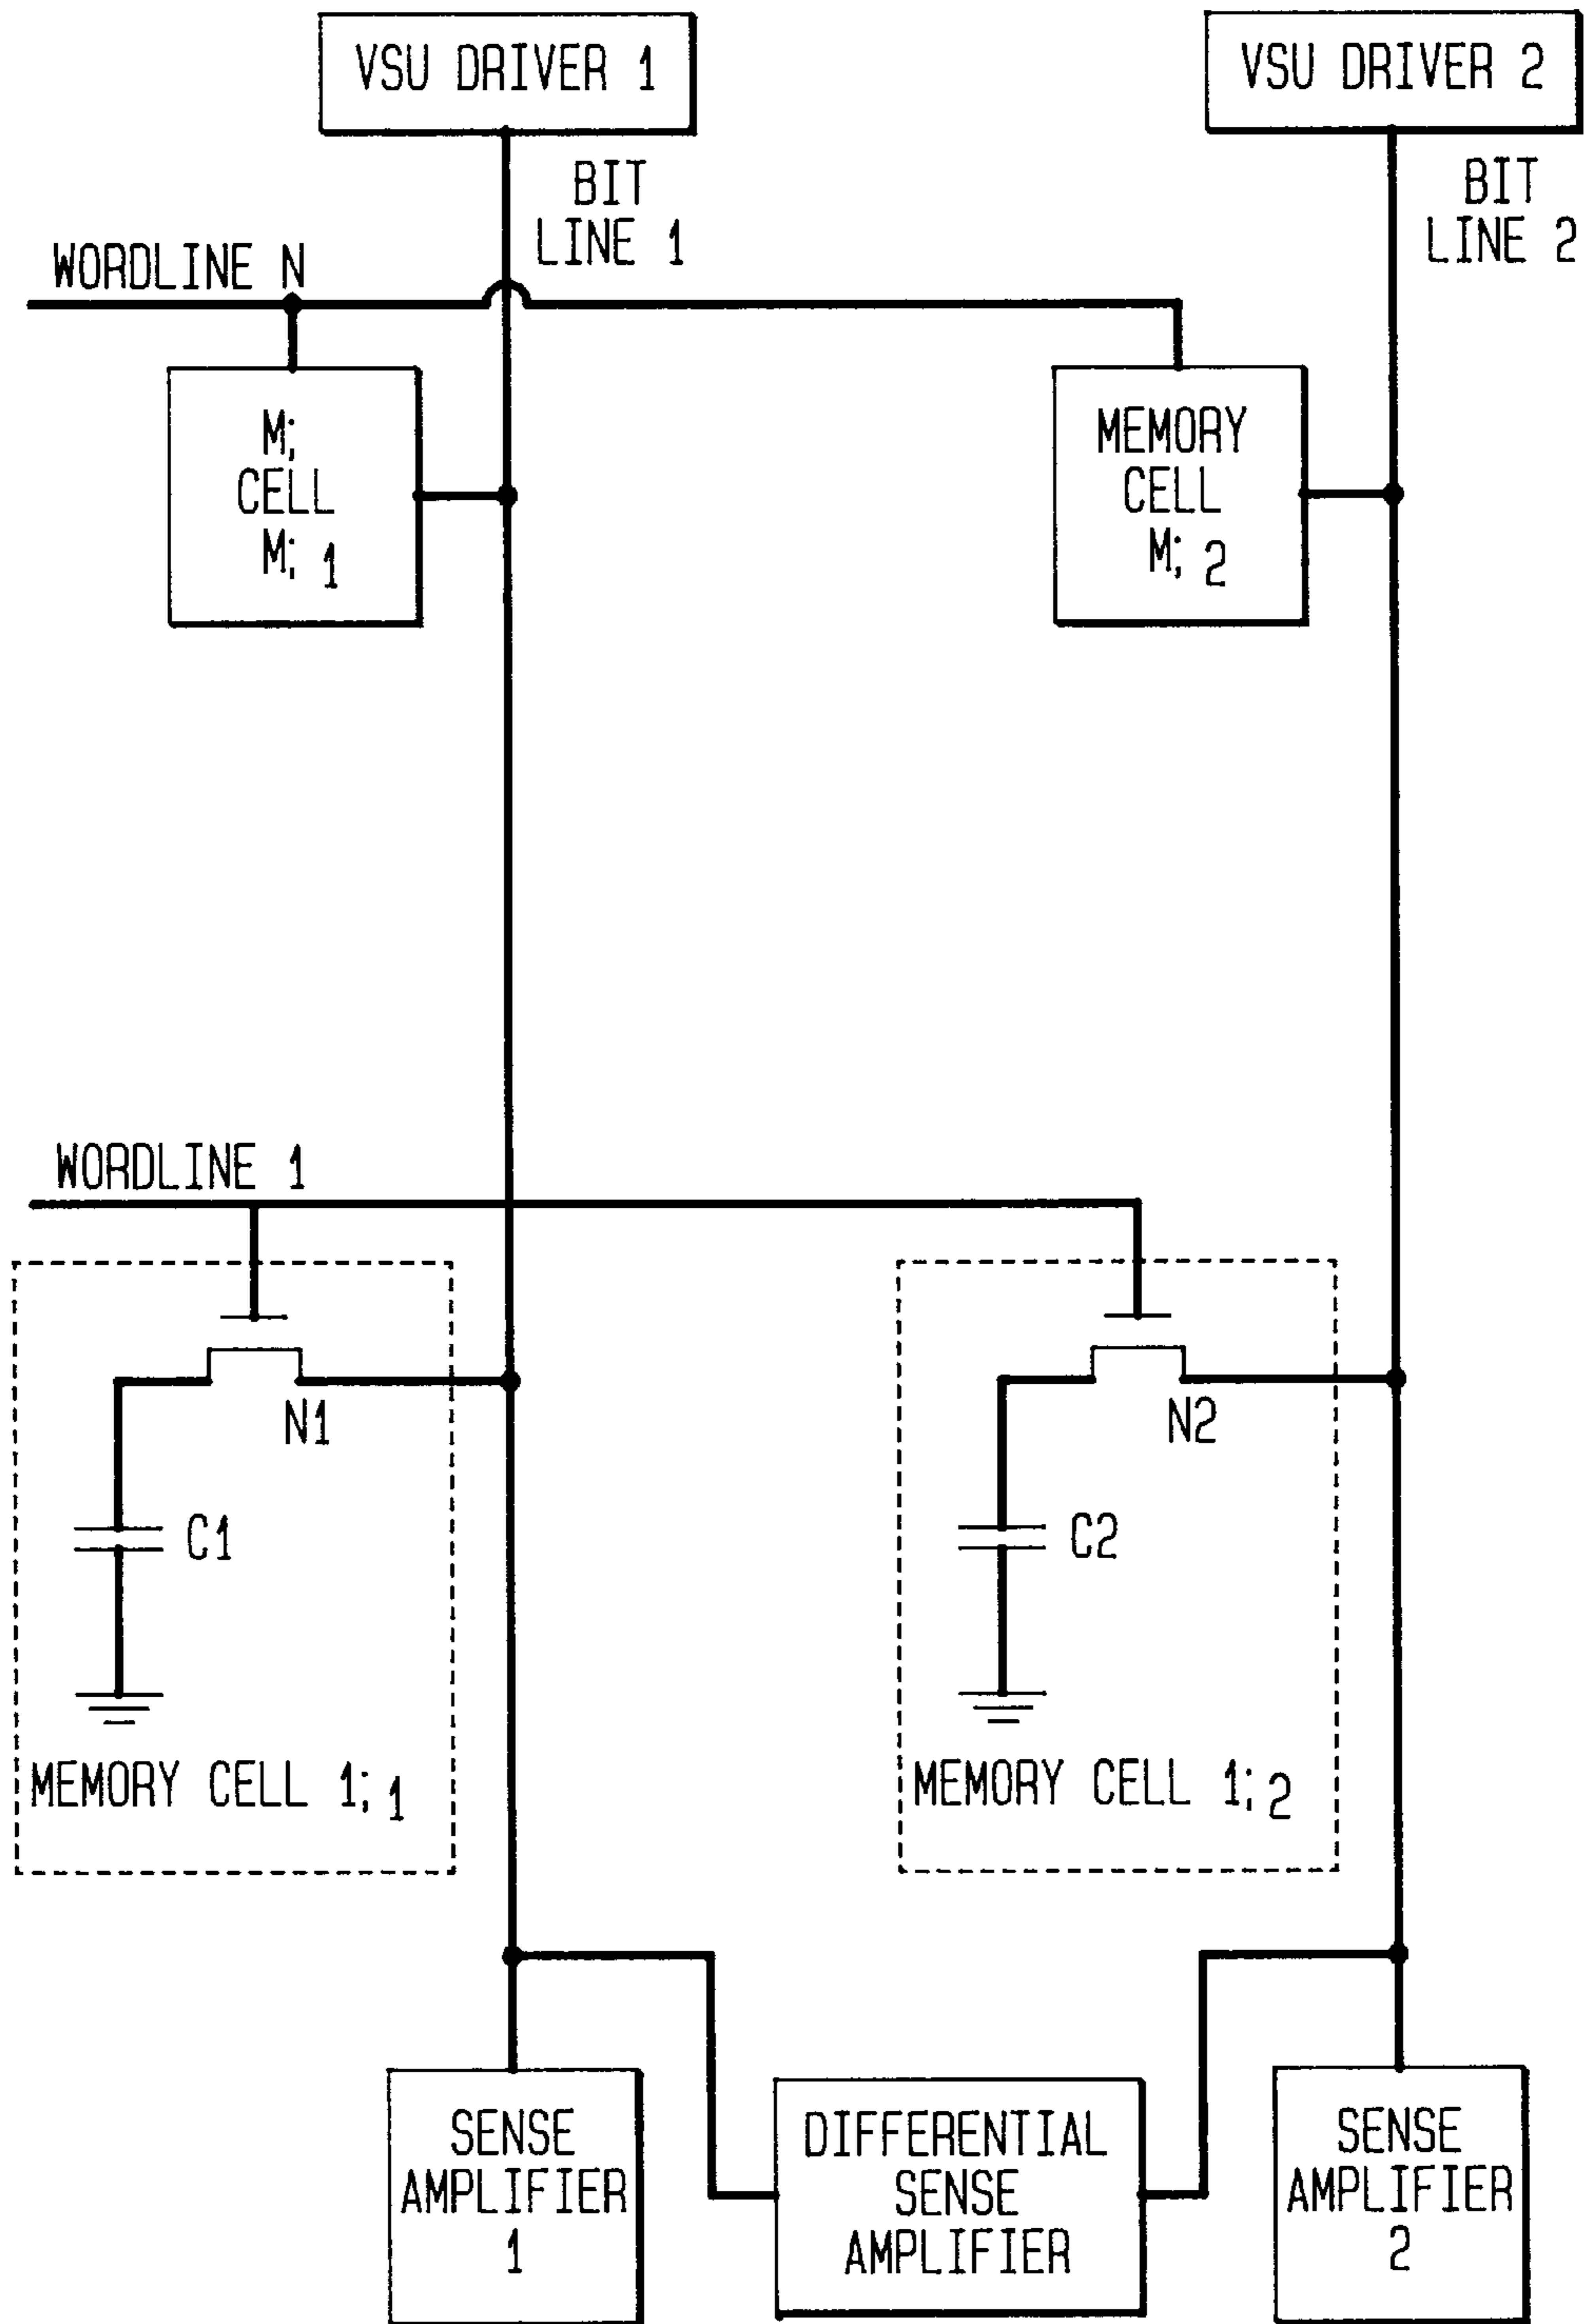 VSU DRIVER 1
VSU DRIVER 2
BIT
LINE 1
BIT
LINE 2
WORDLINE N
M;
CELL
M; 1
MEMORY
CELL
M; 2
WORDLINE 1
N1
C1
MEMORY CELL 1; 1
N2
C2
MEMORY CELL 1; 2
SENSE
AMPLIFIER
1
DIFFERENTIAL
SENSE
AMPLIFIER
SENSE
AMPLIFIER
2